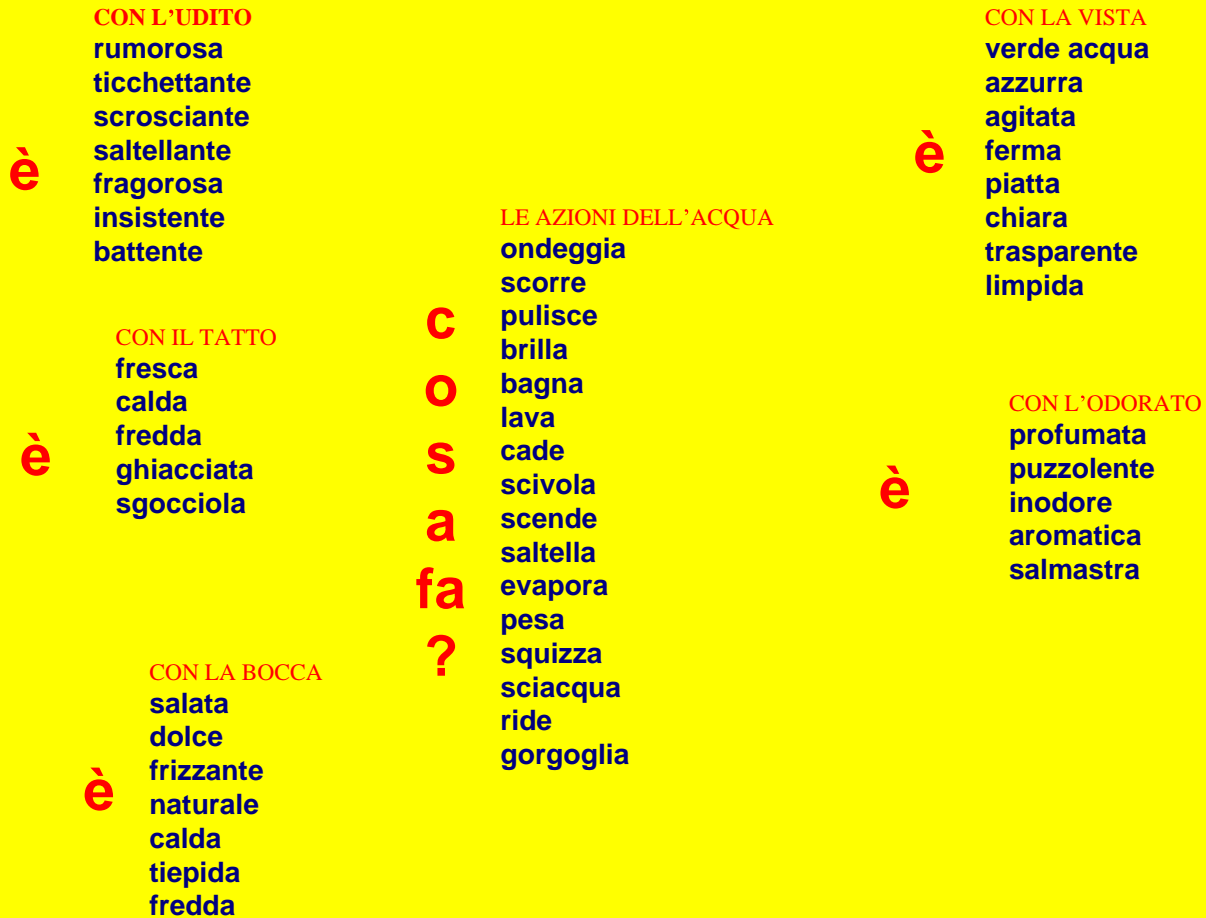 CON L'UDITO
è
rumorosa
ticchettante
scrosciante
saltellante
fragorosa
insistente
battente
CON IL TATTO
è
fresca
calda
fredda
ghiacciata
sgocciola
CON LA BOCCA
è
salata
dolce
frizzante
naturale
calda
tiepida
fredda
c
o
s
a
fa
?
LE AZIONI DELL'ACQUA
ondeggia
scorre
pulisce
brilla
bagna
lava
cade
scivola
scende
saltella
evapora
pesa
squizza
sciacqua
ride
gorgoglia
CON LA VISTA
è
verde acqua
azzurra
agitata
ferma
piatta
chiara
trasparente
limpida
CON L'ODORATO
è
profumata
puzzolente
inodore
aromatica
salmastra